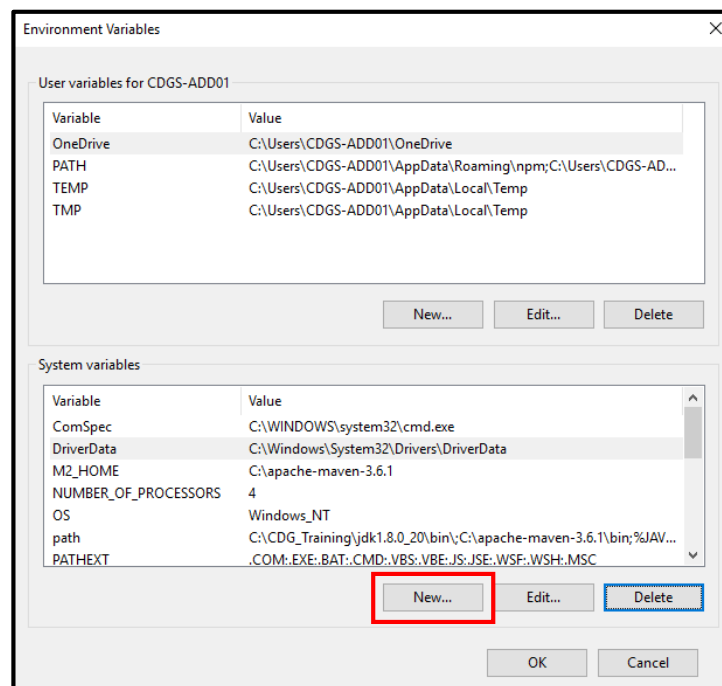 Environment Variables
User variables for CDGS-ADD01
Variable Value
OneDrive C:\Users\CDGS-ADD01\OneDrive
PATH C:\Users\CDGS-ADD01\AppData\Roaming\npm;C:\Users\CDGS-AD...
TEMP C:\Users\CDGS-ADD01\AppData\Local\Temp
TMP C:\Users\CDGS-ADD01\AppData\Local\Temp
New... Edit... Delete
System variables
Variable Value
ComSpec C:\WINDOWS\system32\cmd.exe
DriverData C:\Windows\System32\Drivers\DriverData
M2_HOME C:\apache-maven-3.6.1
NUMBER_OF_PROCESSORS 4
OS Windows_NT
path C:\CDG_Training\jdk1.8.0_20\bin\;C:\apache-maven-3.6.1\bin;%JAV...
PATHEXT .COM;.EXE;.BAT;.CMD;.VBS;.VBE;.JS;.JSE;.WSF;.WSH;.MSC
New... Edit... Delete
OK Cancel